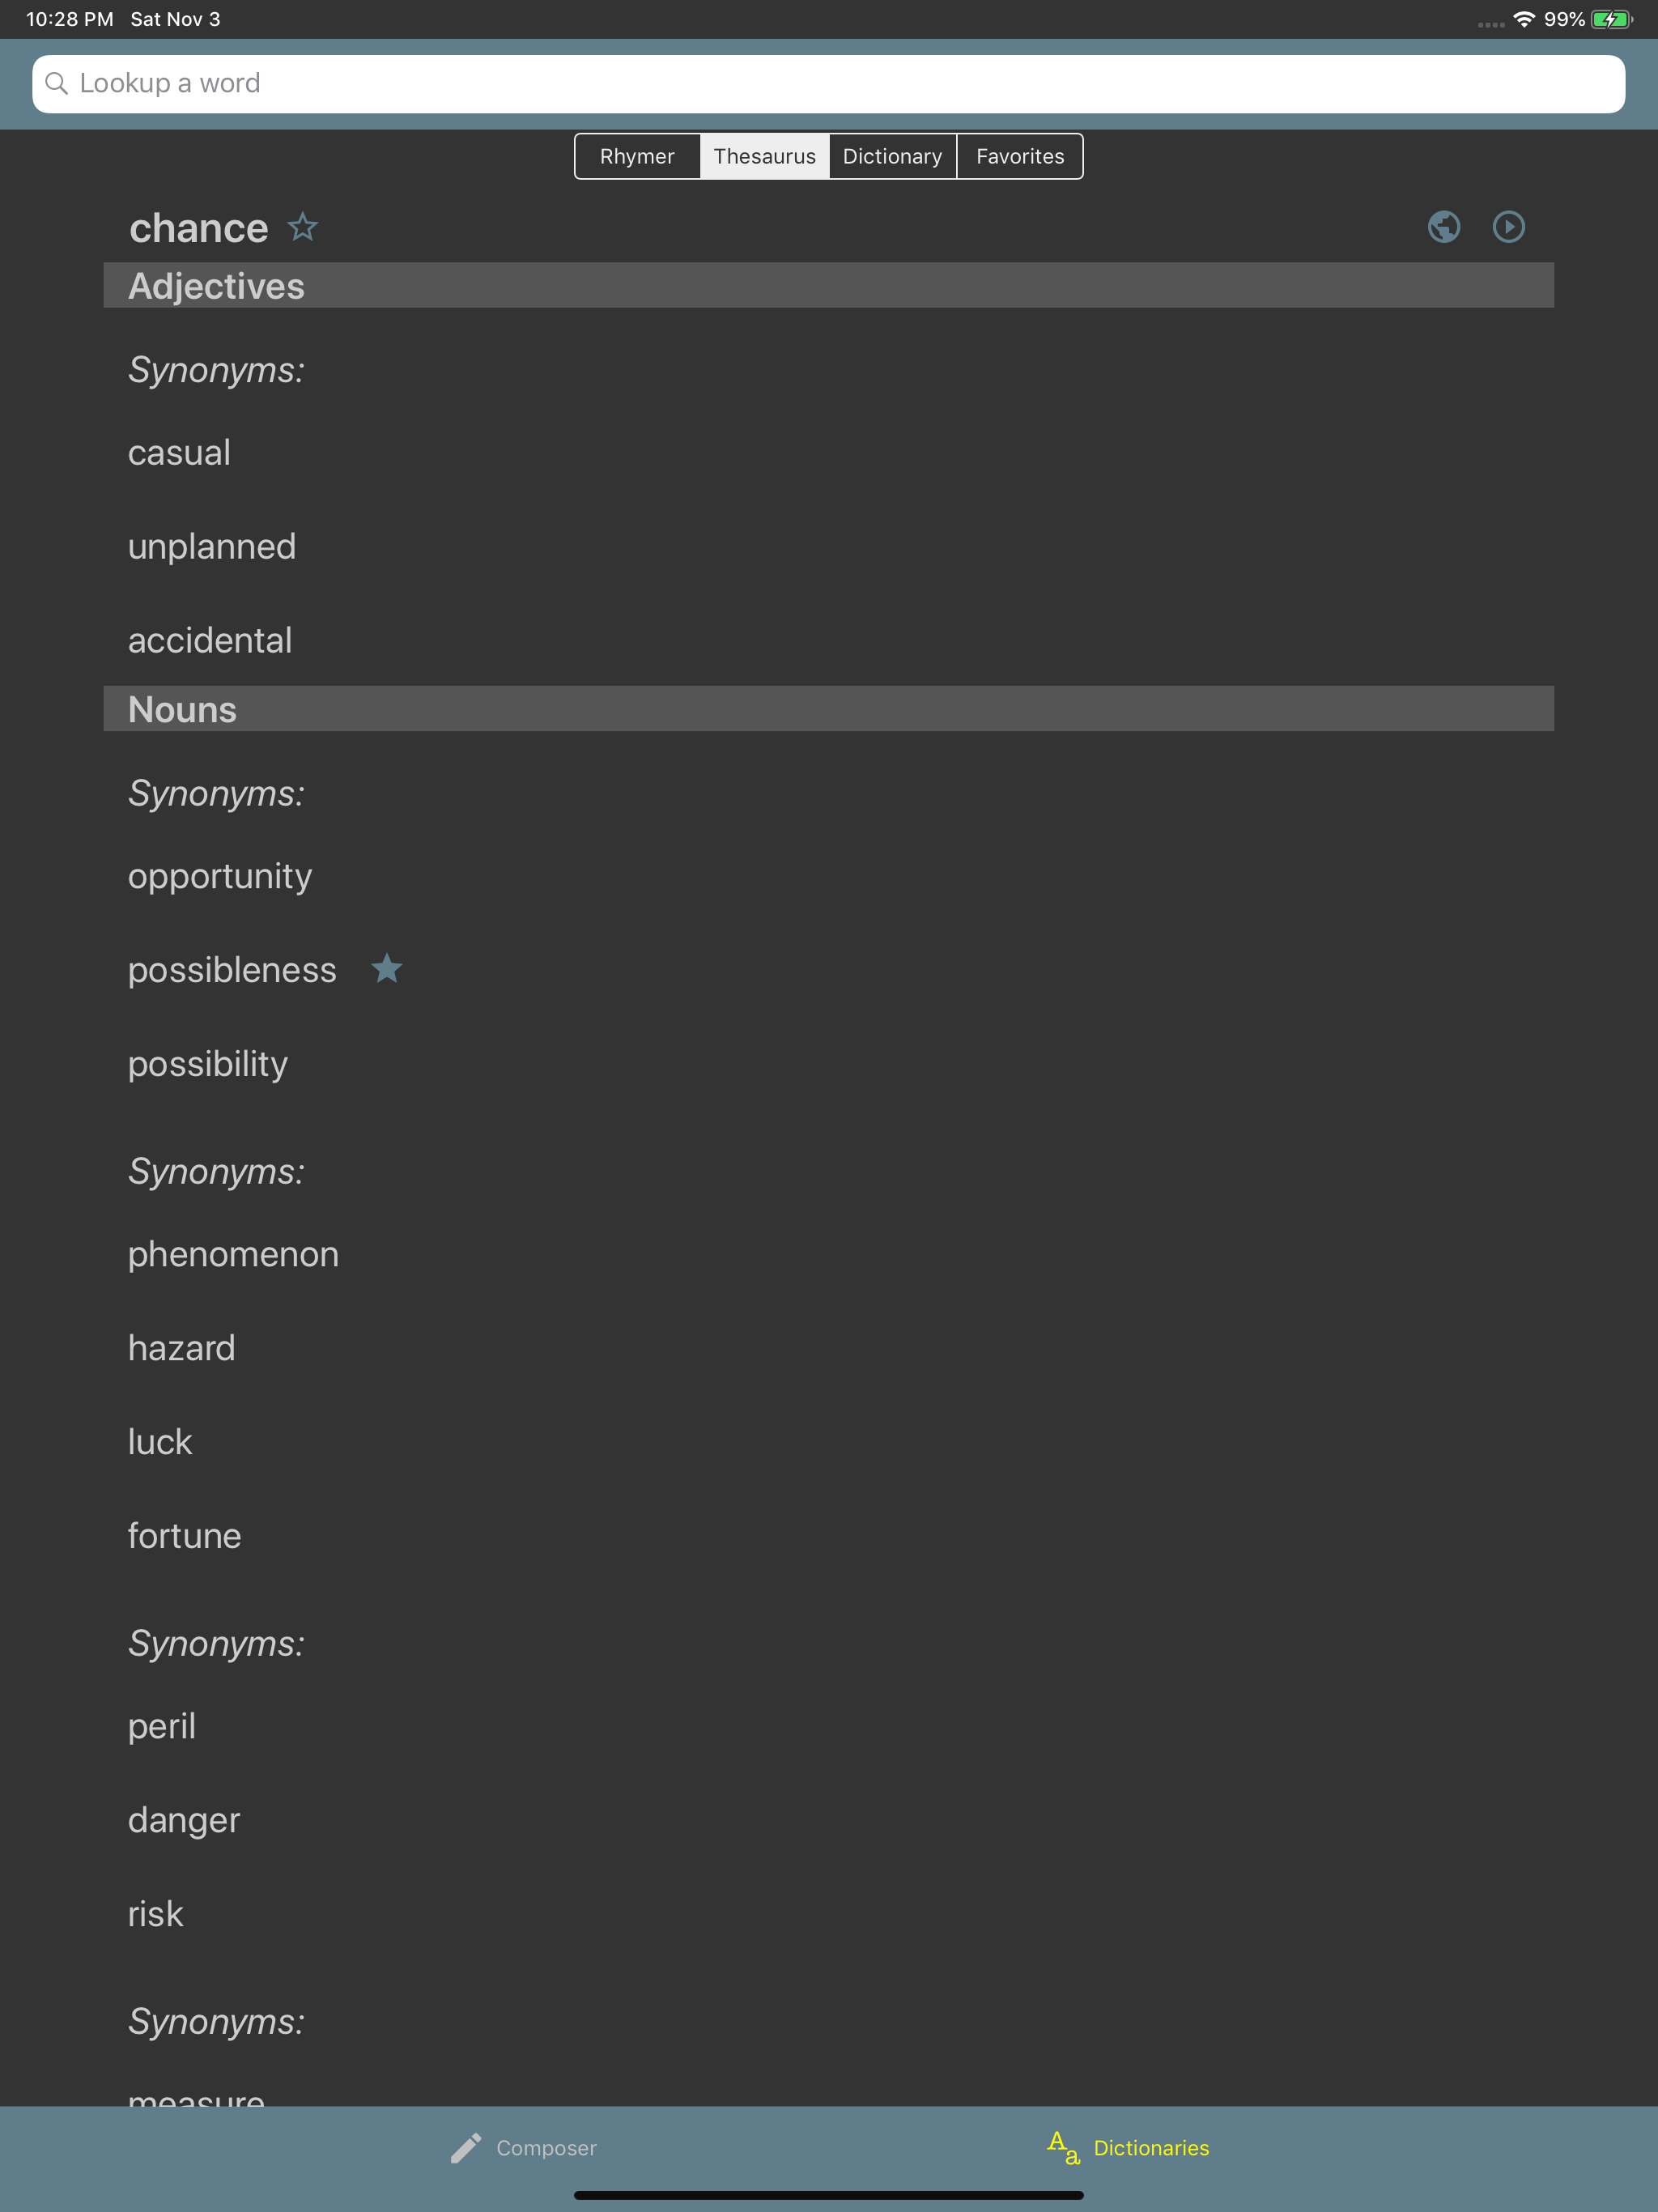 10:28 PM Sat Nov 3 99%
Lookup a word
Rhymer Thesaurus Dictionary Favorites
chance
Adjectives
Synonyms:
casual
unplanned
accidental
Nouns
Synonyms:
opportunity
possibleness
possibility
Synonyms:
phenomenon
hazard
luck
fortune
Synonyms:
peril
danger
risk
Synonyms:
measure
Composer Dictionaries